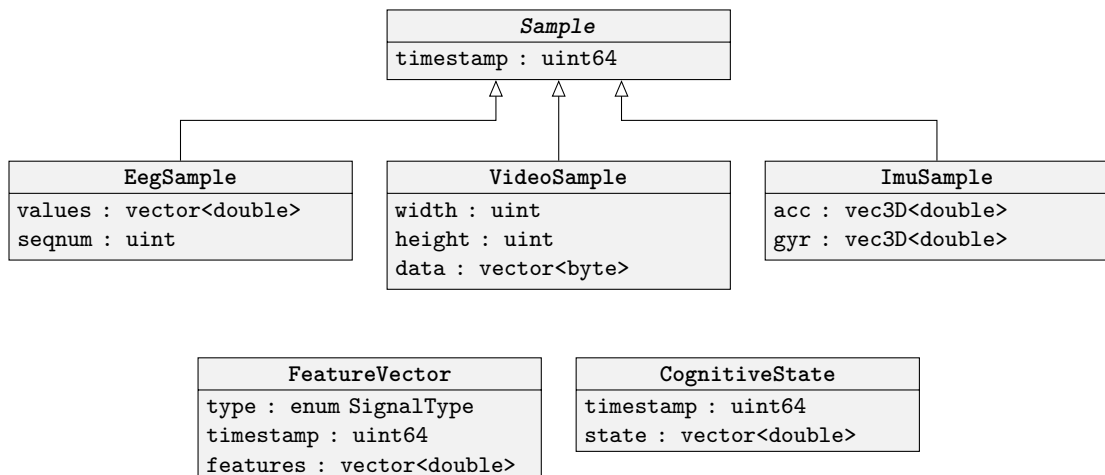 Sample
timestamp : uint64
EegSample
values : vector<double>
seqnum : uint
VideoSample
width : uint
height : uint
data : vector<byte>
ImuSample
acc : vec3D<double>
gyr : vec3D<double>
FeatureVector
type : enum SignalType
timestamp : uint64
features : vector<double>
CognitiveState
timestamp : uint64
state : vector<double>